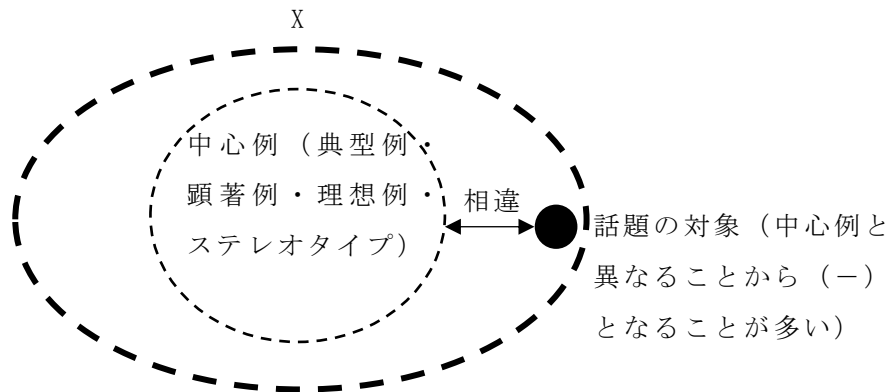 X
中心例（典型例・
顕著例・理想例・
ステレオタイプ）
相違
話題の対象（中心例と
異なることから（－）
となることが多い）